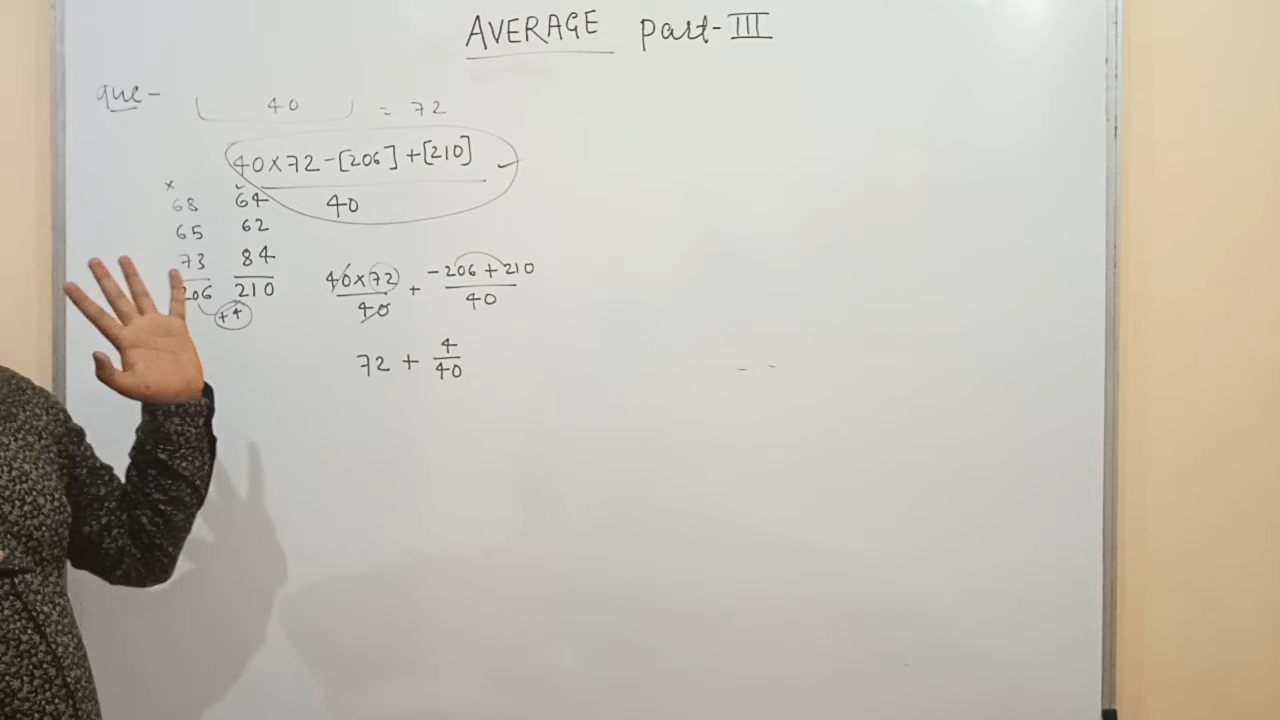 AVERAGE part-III
que-
40 = 72
40×72-[206]+[210] ✓
40
× ✓
68 64
65 62
73 84
206 210
+4
40×72 + -206+210
40 40
72 + 4
40